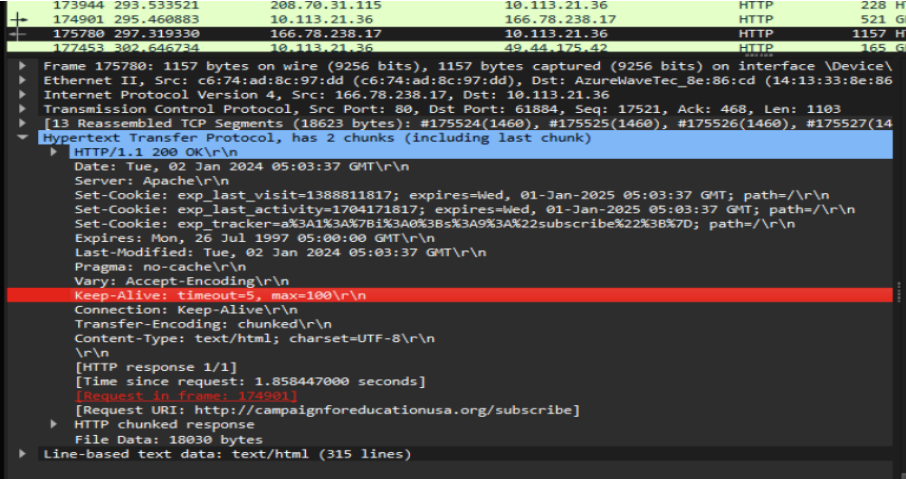 173944 293.533521 208.70.31.115 10.113.21.36 HTTP 228 H
174901 295.460883 10.113.21.36 166.78.238.17 HTTP 521 G
175780 297.319330 166.78.238.17 10.113.21.36 HTTP 1157 H
177453 302.646734 10.113.21.36 49.44.175.42 HTTP 165 G
Frame 175780: 1157 bytes on wire (9256 bits), 1157 bytes captured (9256 bits) on interface \Device\
Ethernet II, Src: c6:74:ad:8c:97:dd (c6:74:ad:8c:97:dd), Dst: AzureWaveTec_8e:86:cd (14:13:33:8e:86
Internet Protocol Version 4, Src: 166.78.238.17, Dst: 10.113.21.36
Transmission Control Protocol, Src Port: 80, Dst Port: 61884, Seq: 17521, Ack: 468, Len: 1103
[13 Reassembled TCP Segments (18623 bytes): #175524(1460), #175525(1460), #175526(1460), #175527(14
Hypertext Transfer Protocol, has 2 chunks (including last chunk)
HTTP/1.1 200 OK\r\n
Date: Tue, 02 Jan 2024 05:03:37 GMT\r\n
Server: Apache\r\n
Set-Cookie: exp_last_visit=1388811817; expires=Wed, 01-Jan-2025 05:03:37 GMT; path=/\r\n
Set-Cookie: exp_last_activity=1704171817; expires=Wed, 01-Jan-2025 05:03:37 GMT; path=/\r\n
Set-Cookie: exp_tracker=a%3A1%3A%7Bi%3A0%3Bs%3A9%3A%22subscribe%22%3B%7D; path=/\r\n
Expires: Mon, 26 Jul 1997 05:00:00 GMT\r\n
Last-Modified: Tue, 02 Jan 2024 05:03:37 GMT\r\n
Pragma: no-cache\r\n
Vary: Accept-Encoding\r\n
Keep-Alive: timeout=5, max=100\r\n
Connection: Keep-Alive\r\n
Transfer-Encoding: chunked\r\n
Content-Type: text/html; charset=UTF-8\r\n
\r\n
[HTTP response 1/1]
[Time since request: 1.858447000 seconds]
[Request in frame: 174901]
[Request URI: http://campaignforeducationusa.org/subscribe]
HTTP chunked response
File Data: 18030 bytes
Line-based text data: text/html (315 lines)